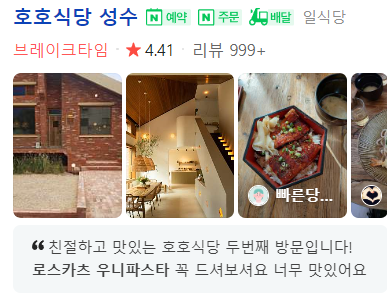 호호식당 성수 N 예약 N 주문 배달 일식당
브레이크타임 · ★ 4.41 · 리뷰 999+
빠른당...
❝ 친절하고 맛있는 호호식당 두번째 방문입니다!
로스카츠 우니파스타 꼭 드셔보셔요 너무 맛있어요